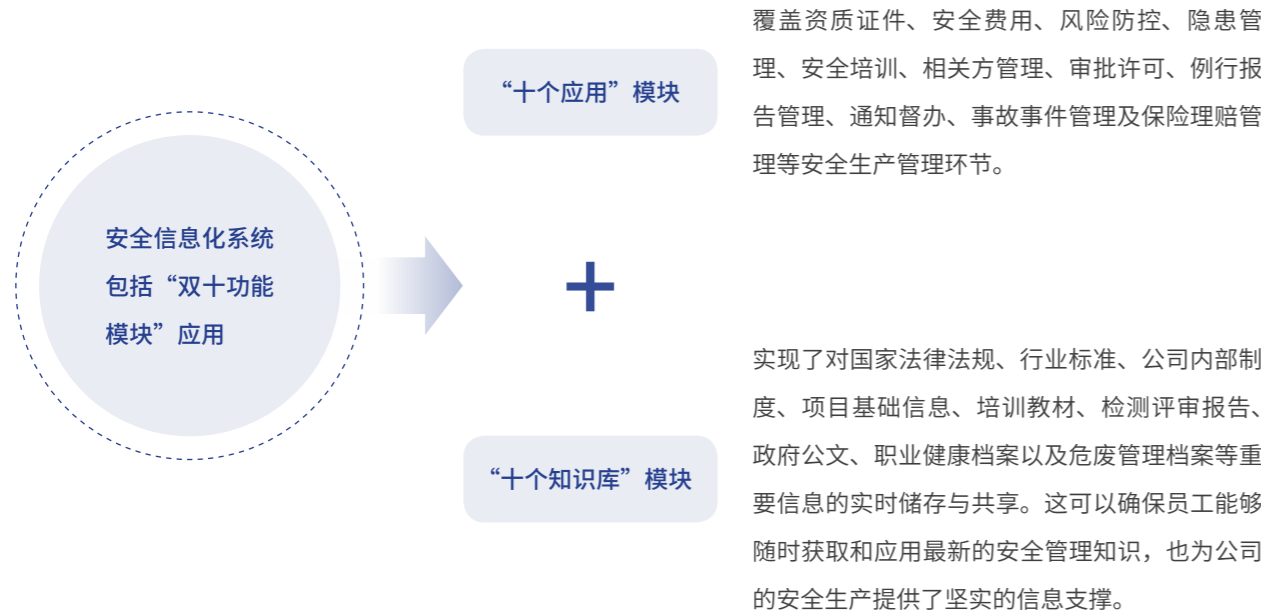 安全信息化系统
包括“双十功能
模块”应用
“十个应用”模块
覆盖资质证件、安全费用、风险防控、隐患管
理、安全培训、相关方管理、审批许可、例行报
告管理、通知督办、事故事件管理及保险理赔管
理等安全生产管理环节。
+
“十个知识库”模块
实现了对国家法律法规、行业标准、公司内部制
度、项目基础信息、培训教材、检测评审报告、
政府公文、职业健康档案以及危废管理档案等重
要信息的实时储存与共享。这可以确保员工能够
随时获取和应用最新的安全管理知识，也为公司
的安全生产提供了坚实的信息支撑。